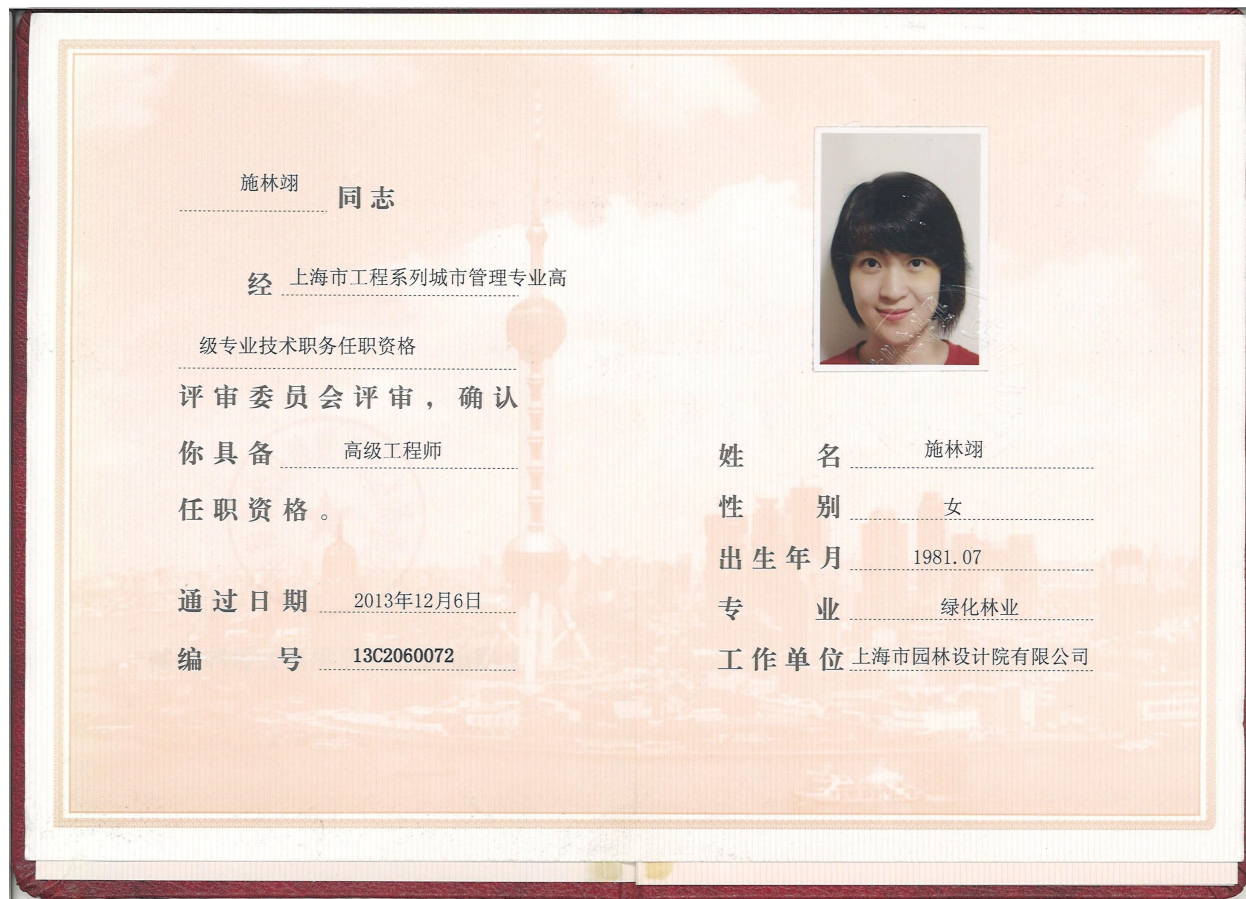 施林翊 同志
经 上海市工程系列城市管理专业高
级专业技术职务任职资格
评审委员会评审，确认
你具备 高级工程师
任职资格。
通过日期 2013年12月6日
编号 13C2060072
姓名 施林翊
性别 女
出生年月 1981.07
专业 绿化林业
工作单位 上海市园林设计院有限公司